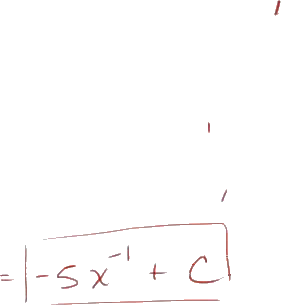 = -5x⁻¹ + C